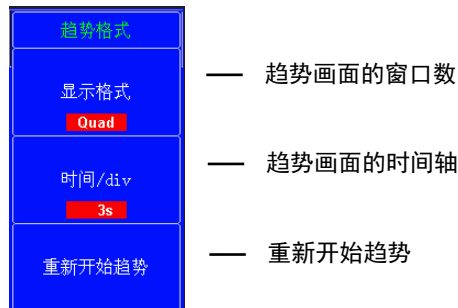 趋势格式
显示格式
Quad
趋势画面的窗口数
时间/div
3s
趋势画面的时间轴
重新开始趋势
重新开始趋势